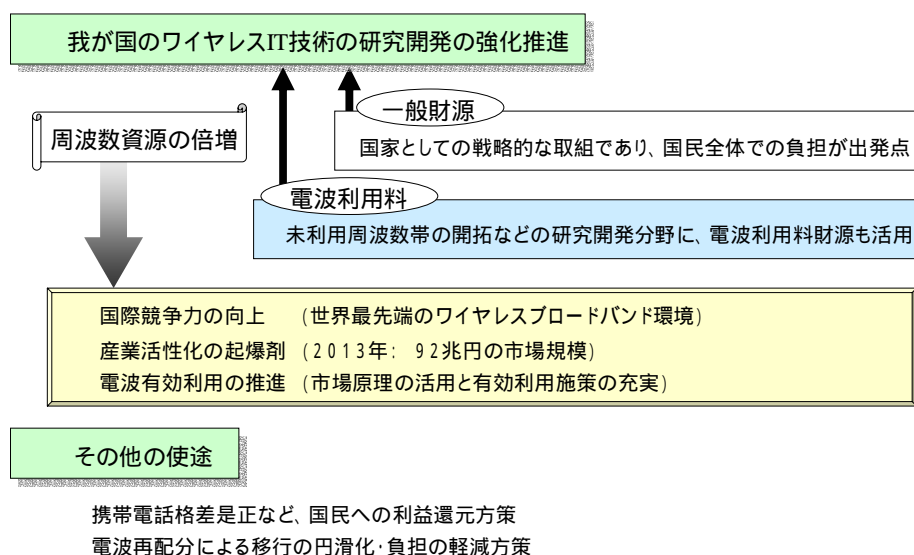 我が国のワイヤレスIT技術の研究開発の強化推進
一般財源
周波数資源の倍増
国家としての戦略的な取組であり、国民全体での負担が出発点
電波利用料
未利用周波数帯の開拓などの研究開発分野に、電波利用料財源も活用
国際競争力の向上 (世界最先端のワイヤレスブロードバンド環境)
産業活性化の起爆剤 (2013年: 92兆円の市場規模)
電波有効利用の推進 (市場原理の活用と有効利用施策の充実)
その他の使途
携帯電話格差是正など、国民への利益還元方策
電波再配分による移行の円滑化・負担の軽減方策